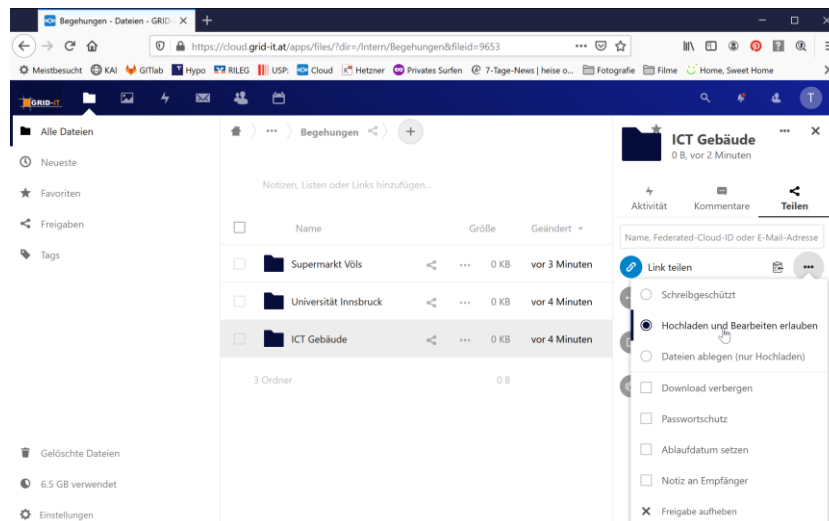 Begehungen - Dateien - GRID-
https://cloud.grid-it.at/apps/files/?dir=/Intern/Begehungen&fileid=9653
Meistbesucht KAI GITlab Hypo RILEG USP: Cloud Hetzner Privates Surfen 7-Tage-News | heise o... Fotografie Filme Home, Sweet Home
GRID-IT T
Alle Dateien
Neueste
Favoriten
Freigaben
Tags
Gelöschte Dateien
6.5 GB verwendet
Einstellungen
Begehungen
Notizen, Listen oder Links hinzufügen...
Name Größe Geändert
Supermarkt Völs 0 KB vor 3 Minuten
Universität Innsbruck 0 KB vor 4 Minuten
ICT Gebäude 0 KB vor 4 Minuten
3 Ordner 0 B
ICT Gebäude
0 B, vor 2 Minuten
Aktivität Kommentare Teilen
Name, Federated-Cloud-ID oder E-Mail-Adresse
Link teilen
Schreibgeschützt
Hochladen und Bearbeiten erlauben
Dateien ablegen (nur Hochladen)
Download verbergen
Passwortschutz
Ablaufdatum setzen
Notiz an Empfänger
Freigabe aufheben